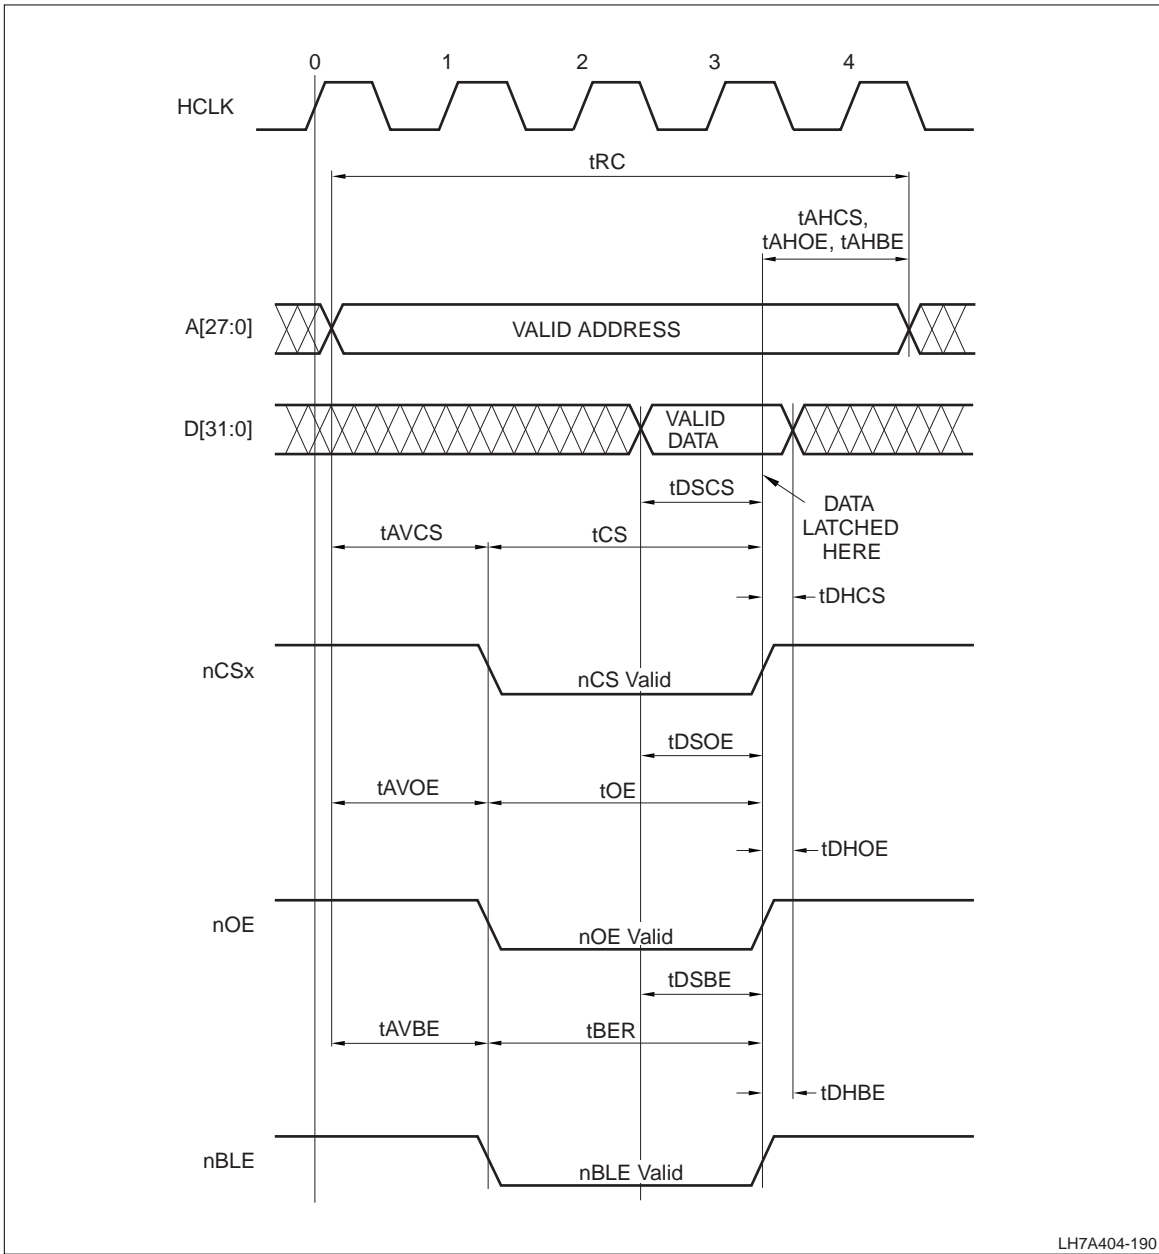 0 1 2 3 4
HCLK
tRC
tAHCS,
tAHOE, tAHBE
A[27:0]
VALID ADDRESS
D[31:0]
VALID
DATA
tDSCS
DATA
LATCHED
HERE
tAVCS
tCS
tDHCS
nCSx
nCS Valid
tDSOE
tAVOE
tOE
tDHOE
nOE
nOE Valid
tDSBE
tAVBE
tBER
tDHBE
nBLE
nBLE Valid
LH7A404-190